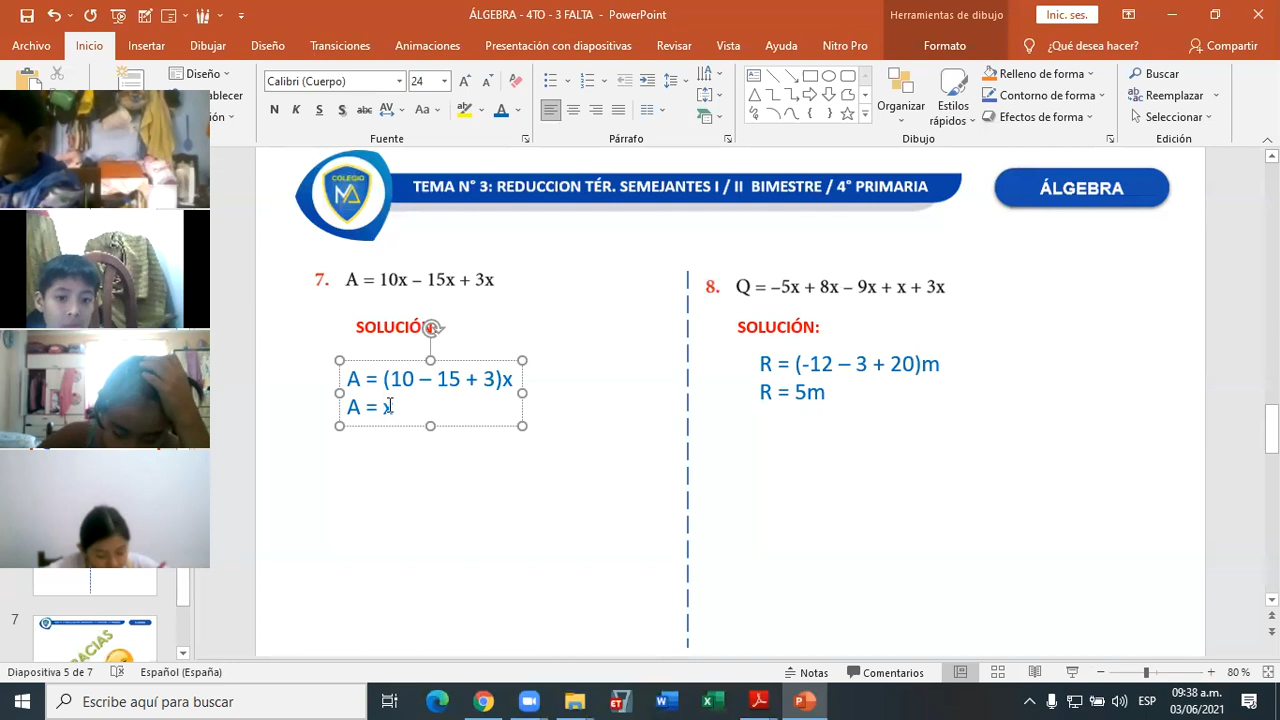 ÁLGEBRA - 4TO - 3 FALTA - PowerPoint
Herramientas de dibujo
Inic. ses.
Archivo Inicio Insertar Dibujar Diseño Transiciones Animaciones Presentación con diapositivas Revisar Vista Ayuda Nitro Pro Formato ¿Qué desea hacer? Compartir
Diseño
Calibri (Cuerpo) 24
Organizar
Estilos rápidos
Relleno de forma
Contorno de forma
Efectos de forma
Buscar
Reemplazar
Seleccionar
N K S S abc AV Aa A
Fuente Párrafo Dibujo Edición
COLEGIO
TEMA N° 3: REDUCCION TÉR. SEMEJANTES I / II BIMESTRE / 4° PRIMARIA
ÁLGEBRA
7. A = 10x – 15x + 3x
SOLUCIÓN
A = (10 – 15 + 3)x
A = x
8. Q = –5x + 8x – 9x + x + 3x
SOLUCIÓN:
R = (-12 – 3 + 20)m
R = 5m
7
Diapositiva 5 de 7 Español (España) Notas Comentarios 80 %
Escribe aquí para buscar
ESP
09:38 a.m.
03/06/2021